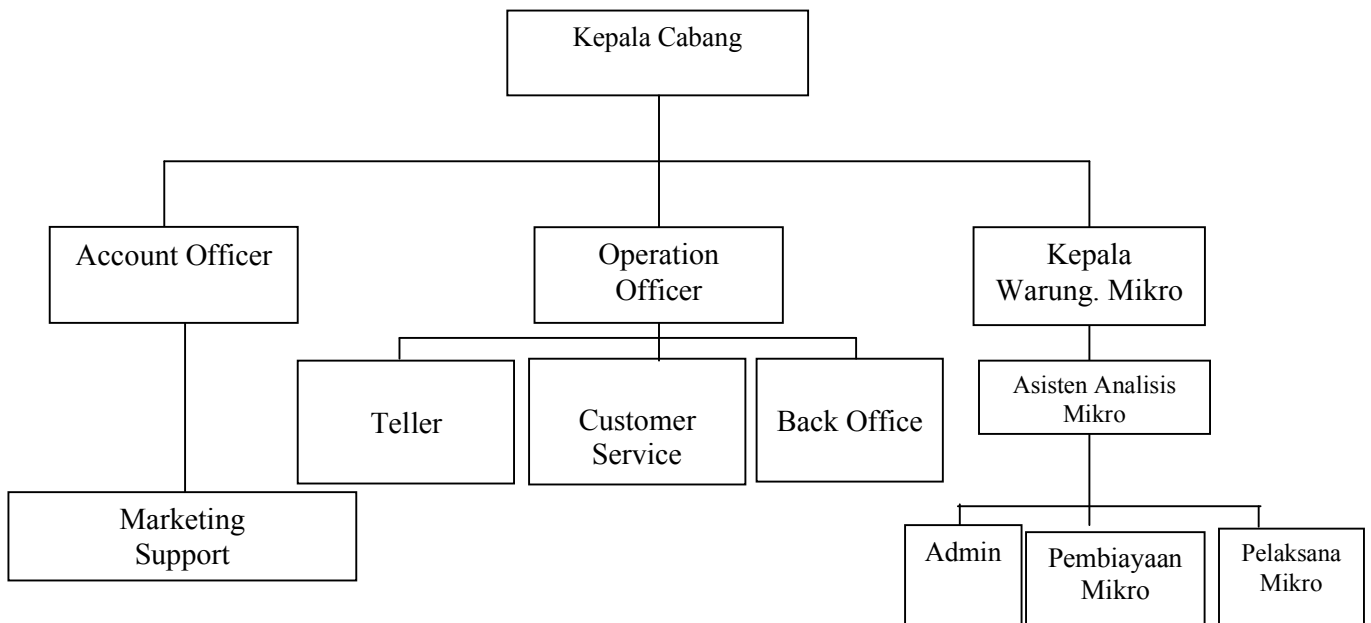 Kepala Cabang
Account Officer
Operation
Officer
Kepala
Warung. Mikro
Teller
Customer
Service
Back Office
Asisten Analisis
Mikro
Marketing
Support
Admin
Pembiayaan
Mikro
Pelaksana
Mikro